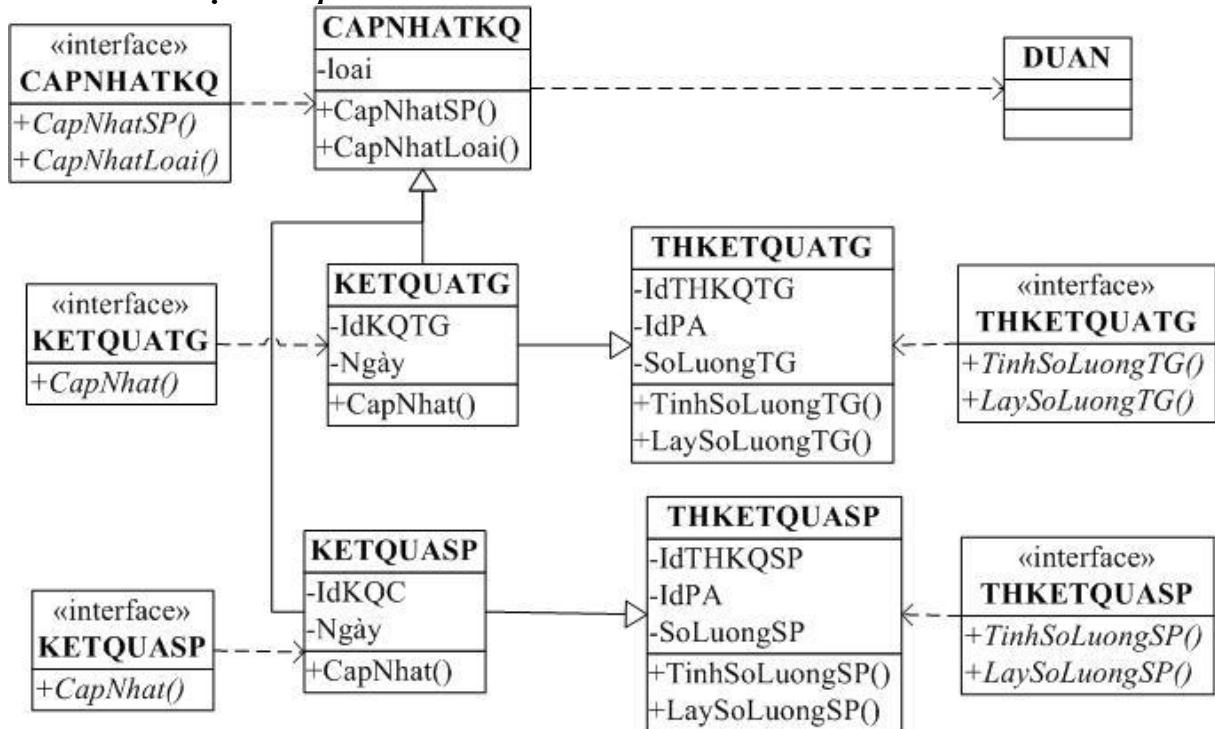 «interface»
CAPNHATKQ
+CapNhatSP()
+CapNhatLoai()
CAPNHATKQ
-loai
+CapNhatSP()
+CapNhatLoai()
DUAN
«interface»
KETQUATG
+CapNhat()
KETQUATG
-IdKQTG
-Ngày
+CapNhat()
THKETQUATG
-IdTHKQTG
-IdPA
-SoLuongTG
+TinhSoLuongTG()
+LaySoLuongTG()
«interface»
THKETQUATG
+TinhSoLuongTG()
+LaySoLuongTG()
«interface»
KETQUASP
+CapNhat()
KETQUASP
-IdKQC
-Ngày
+CapNhat()
THKETQUASP
-IdTHKQSP
-IdPA
-SoLuongSP
+TinhSoLuongSP()
+LaySoLuongSP()
«interface»
THKETQUASP
+TinhSoLuongSP()
+LaySoLuongSP()